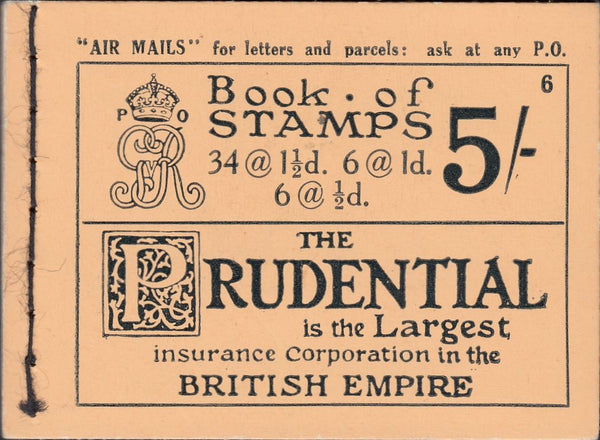 "AIR MAILS" for letters and parcels: ask at any P.O.
6
P O
GRI
Book · of
STAMPS
5/-
34 @ 1½d. 6 @ 1d.
6 @ ½d.
THE
PRUDENTIAL
is the Largest
insurance Corporation in the
BRITISH EMPIRE